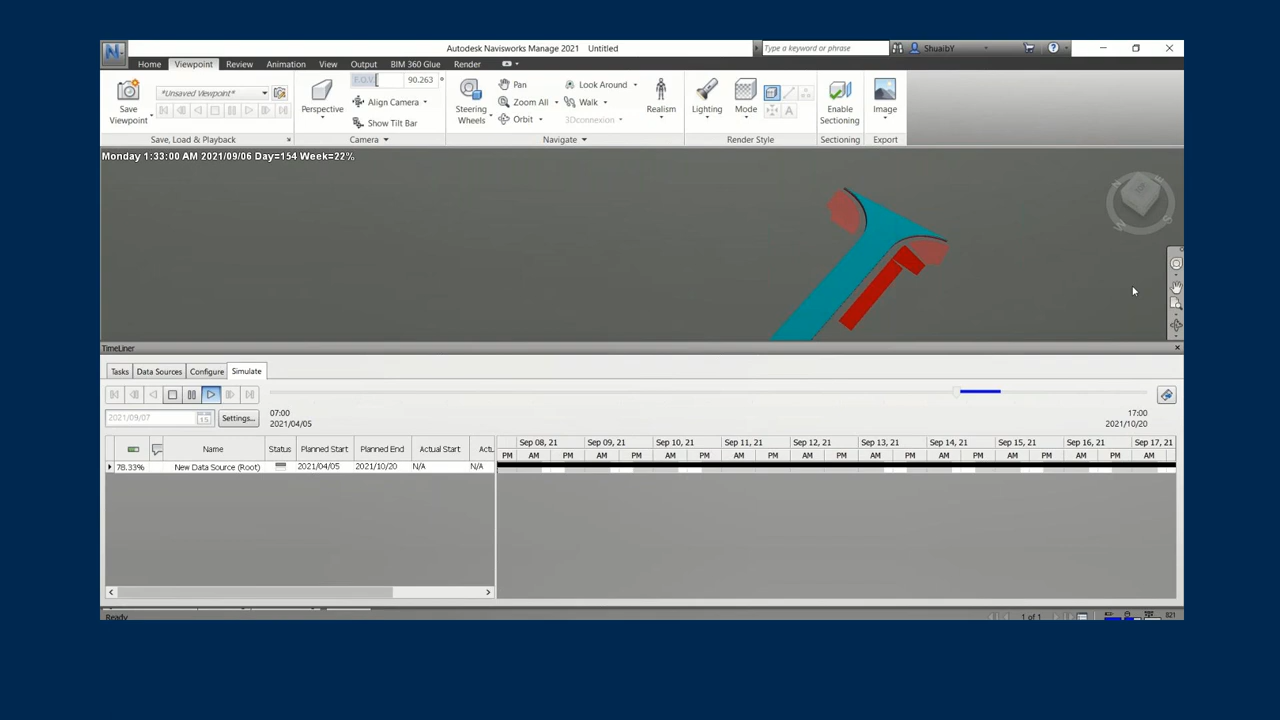 Autodesk Navisworks Manage 2021 Untitled
Type a keyword or phrase
ShuaibY
Home Viewpoint Review Animation View Output BIM 360 Glue Render
Save Viewpoint
*Unsaved Viewpoint*
Save, Load & Playback
Perspective
F.O.V. 90.263 °
Align Camera
Show Tilt Bar
Camera
Steering Wheels
Pan
Zoom All
Orbit
Look Around
Walk
3Dconnexion
Navigate
Realism
Lighting
Mode
Render Style
Enable Sectioning
Sectioning
Image
Export
Monday 1:33:00 AM 2021/09/06 Day=154 Week=22%
TimeLiner
Tasks Data Sources Configure Simulate
2021/09/07 15 Settings...
07:00
2021/04/05
17:00
2021/10/20
Name Status Planned Start Planned End Actual Start Actu
78.33% New Data Source (Root) 2021/04/05 2021/10/20 N/A N/A
Sep 08, 21 Sep 09, 21 Sep 10, 21 Sep 11, 21 Sep 12, 21 Sep 13, 21 Sep 14, 21 Sep 15, 21 Sep 16, 21 Sep 17, 21
PM AM PM AM PM AM PM AM PM AM PM AM PM AM PM AM PM AM PM AM
Ready
1 of 1
821